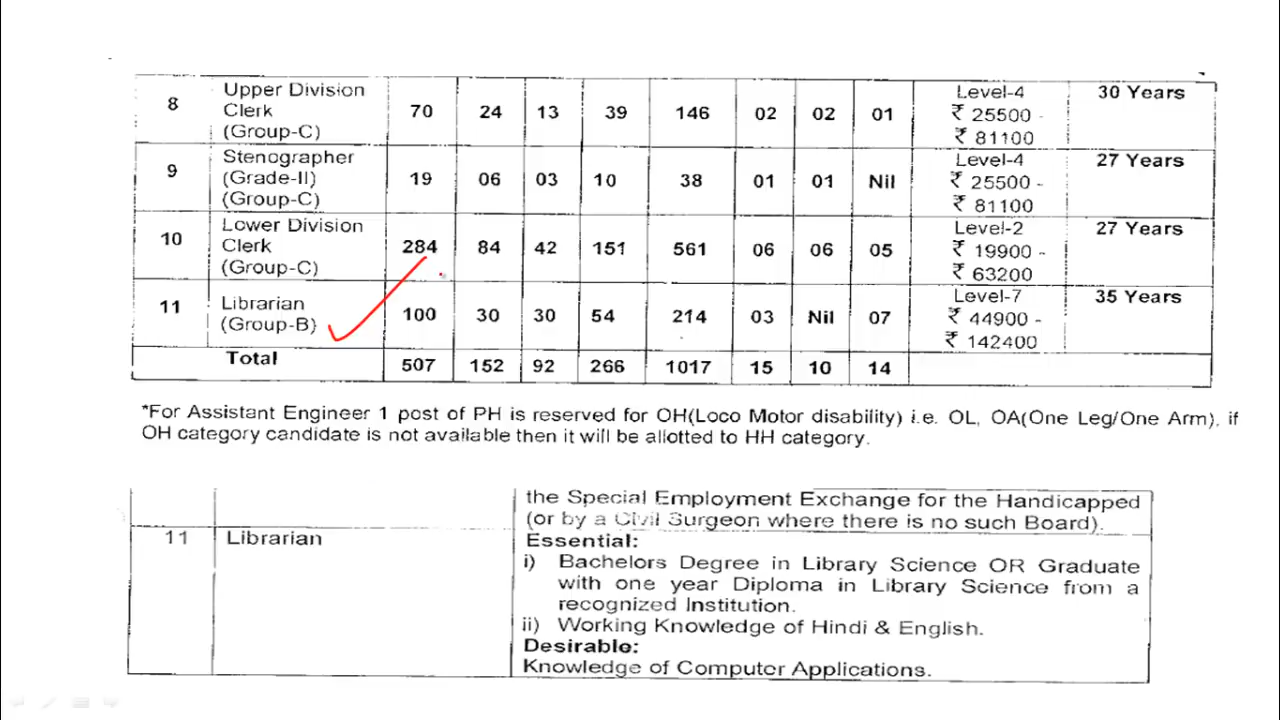 8 Upper Division Clerk (Group-C) 70 24 13 39 146 02 02 01 Level-4 ₹ 25500 - ₹ 81100 30 Years
9 Stenographer (Grade-II) (Group-C) 19 06 03 10 38 01 01 Nil Level-4 ₹ 25500 - ₹ 81100 27 Years
10 Lower Division Clerk (Group-C) 284 84 42 151 561 06 06 05 Level-2 ₹ 19900 - ₹ 63200 27 Years
11 Librarian (Group-B) 100 30 30 54 214 03 Nil 07 Level-7 ₹ 44900 - ₹ 142400 35 Years
Total 507 152 92 266 1017 15 10 14
*For Assistant Engineer 1 post of PH is reserved for OH(Loco Motor disability) i.e. OL, OA(One Leg/One Arm), if
OH category candidate is not available then it will be allotted to HH category.
the Special Employment Exchange for the Handicapped
(or by a Civil Surgeon where there is no such Board).
11 Librarian Essential:
i) Bachelors Degree in Library Science OR Graduate
with one year Diploma in Library Science from a
recognized Institution.
ii) Working Knowledge of Hindi & English.
Desirable:
Knowledge of Computer Applications.